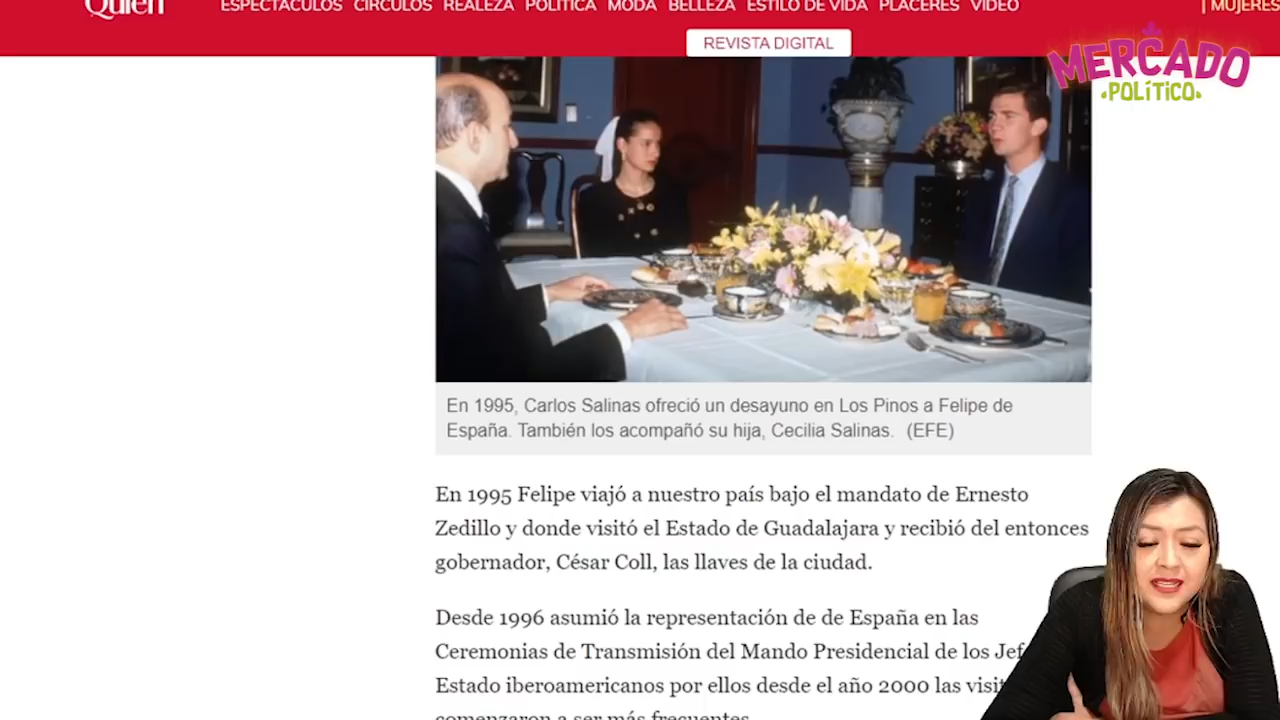 Quién
ESPECTÁCULOS CÍRCULOS REALEZA POLÍTICA MODA BELLEZA ESTILO DE VIDA PLACERES VIDEO | MUJERES
REVISTA DIGITAL
MERCADO
POLÍTICO
En 1995, Carlos Salinas ofreció un desayuno en Los Pinos a Felipe de
España. También los acompañó su hija, Cecilia Salinas. (EFE)
En 1995 Felipe viajó a nuestro país bajo el mandato de Ernesto
Zedillo y donde visitó el Estado de Guadalajara y recibió del entonces
gobernador, César Coll, las llaves de la ciudad.
Desde 1996 asumió la representación de de España en las
Ceremonias de Transmisión del Mando Presidencial de los Jef
Estado iberoamericanos por ellos desde el año 2000 las visit
comenzaron a ser más frecuentes.